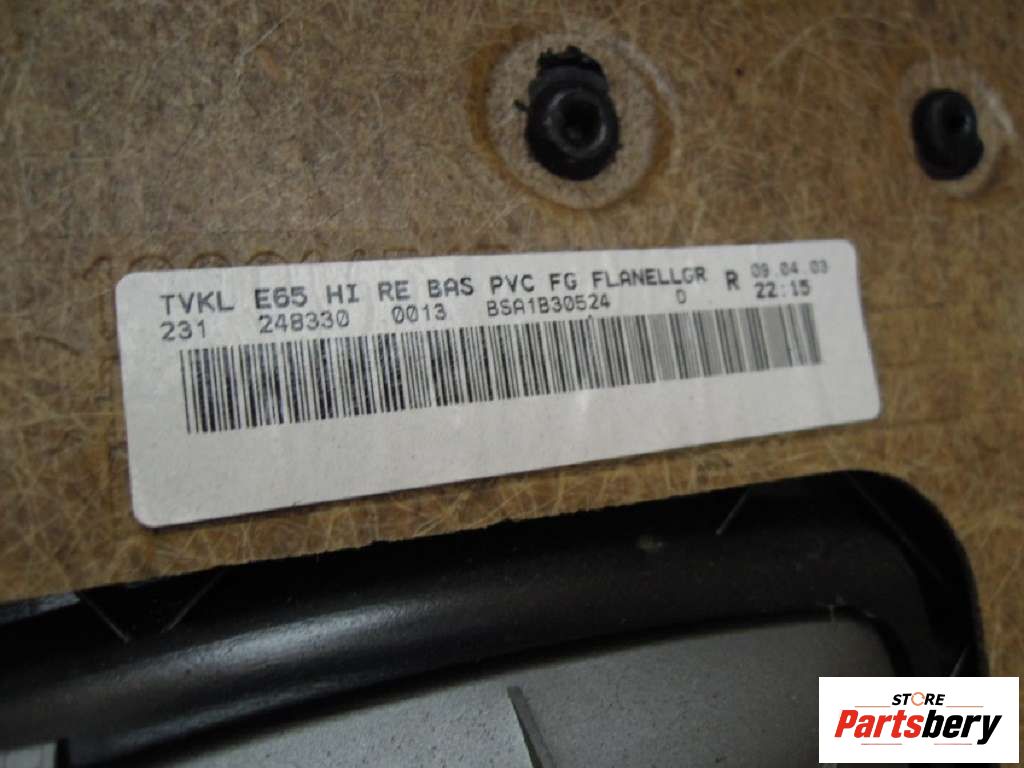 TVKL E65 HI RE BAS PVC FG FLANELLGR R 09.04.03
231 248330 0013 BSA1B30524 D 22:15
STORE
Partsbery